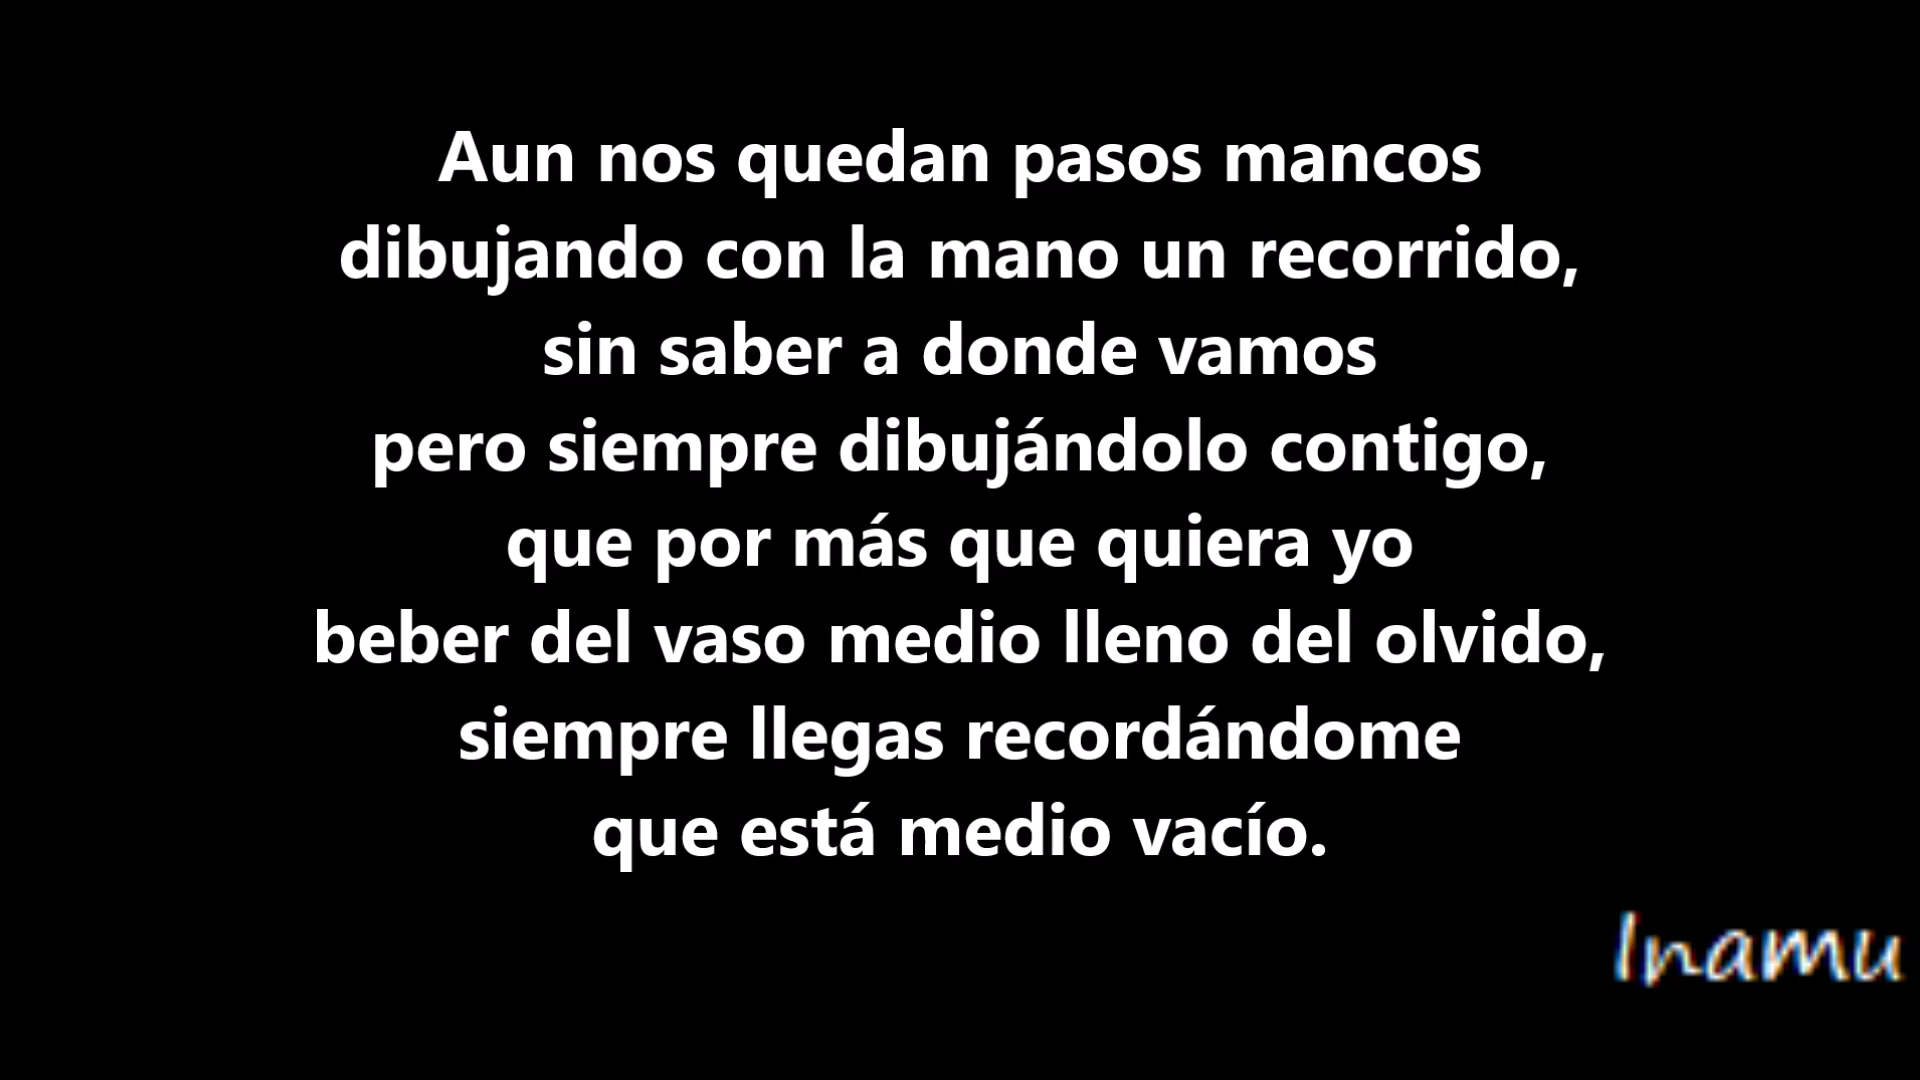 Aun nos quedan pasos mancos
dibujando con la mano un recorrido,
sin saber a donde vamos
pero siempre dibujándolo contigo,
que por más que quiera yo
beber del vaso medio lleno del olvido,
siempre llegas recordándome
que está medio vacío.
Inamu